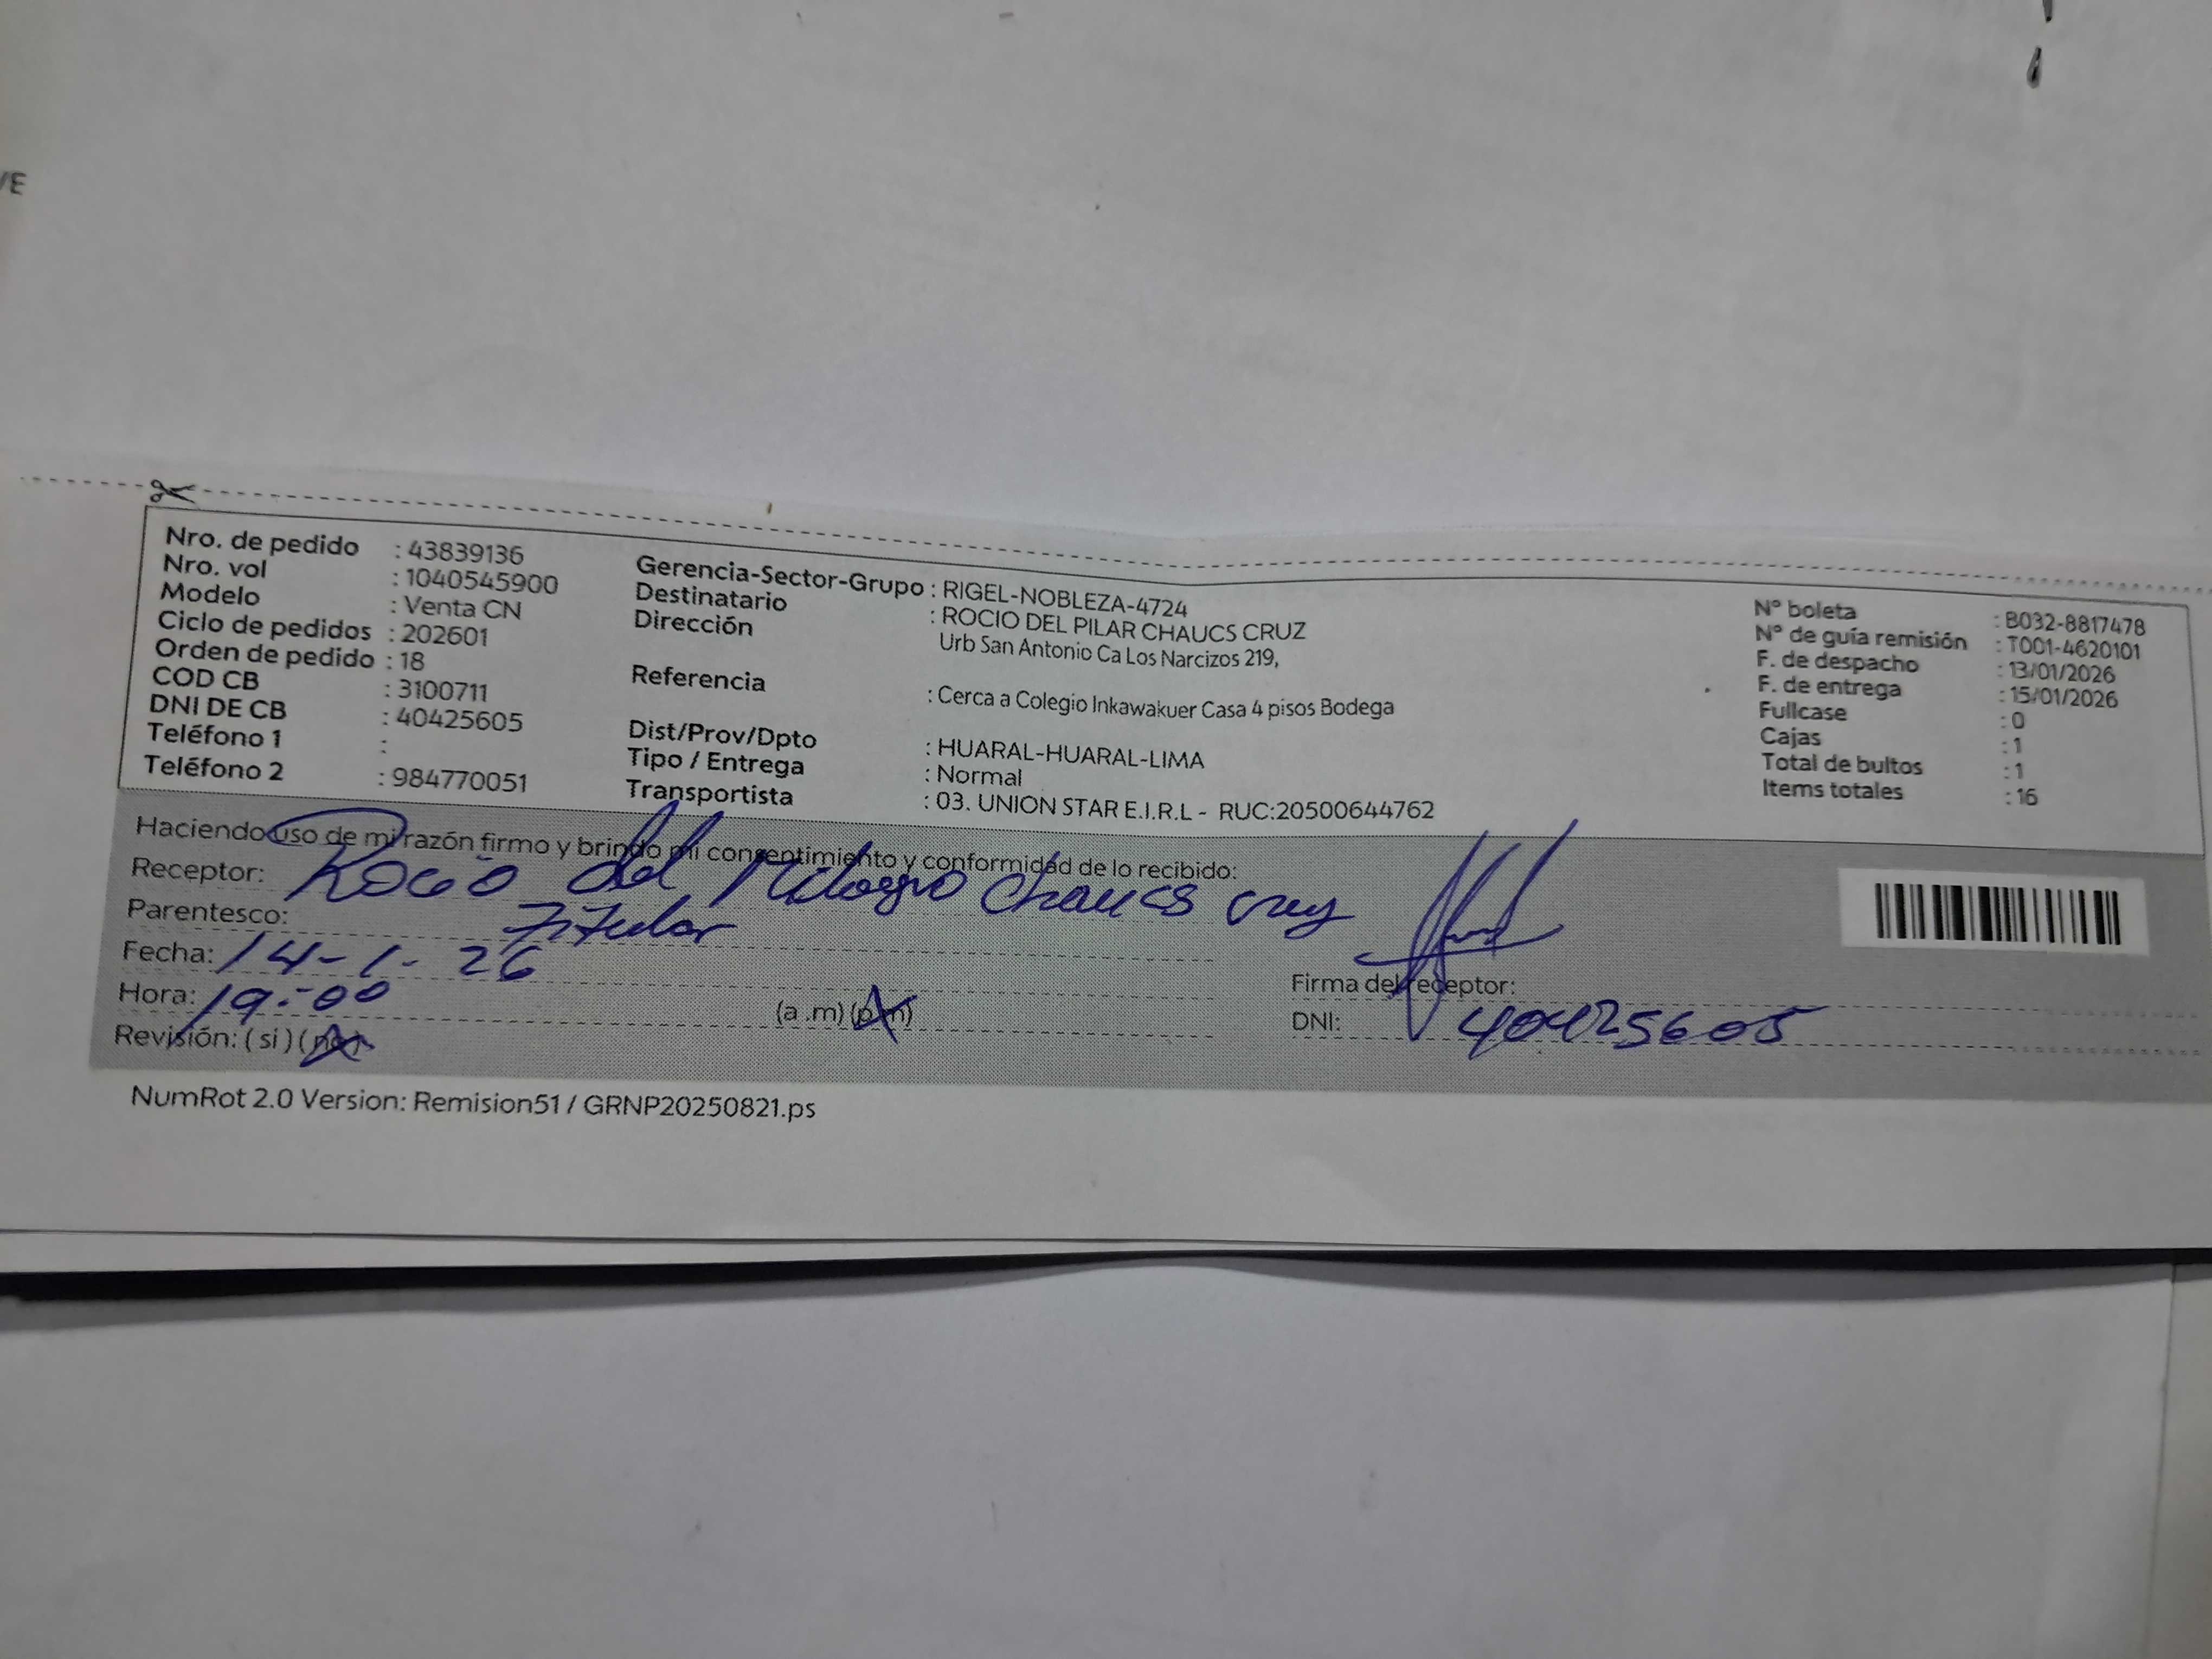 VE
Nro. de pedido : 43839136
Nro. vol : 1040545900
Modelo : Venta CN
Ciclo de pedidos : 202601
Orden de pedido : 18
COD CB : 3100711
DNI DE CB : 40425605
Teléfono 1 :
Teléfono 2 : 984770051
Gerencia-Sector-Grupo : RIGEL-NOBLEZA-4724
Destinatario : ROCIO DEL PILAR CHAUCS CRUZ
Dirección Urb San Antonio Ca Los Narcizos 219,
Referencia : Cerca a Colegio Inkawakuer Casa 4 pisos Bodega
Dist/Prov/Dpto : HUARAL-HUARAL-LIMA
Tipo / Entrega : Normal
Transportista : 03. UNION STAR E.I.R.L - RUC:20500644762
N° boleta : B032-8817478
N° de guía remisión : T001-4620101
F. de despacho : 13/01/2026
F. de entrega : 15/01/2026
Fullcase : 0
Cajas : 1
Total de bultos : 1
Items totales : 16
Haciendo uso de mi razón firmo y brindo mi consentimiento y conformidad de lo recibido:
Receptor: Rocio del Milagro Chaucs Cruz
Parentesco: Titular
Fecha: 14-1-26
Hora: 19:00 (a .m) (p.m)
Revisión: ( si ) ( no )
Firma del receptor:
DNI: 40425605
NumRot 2.0 Version: Remision51 / GRNP20250821.ps